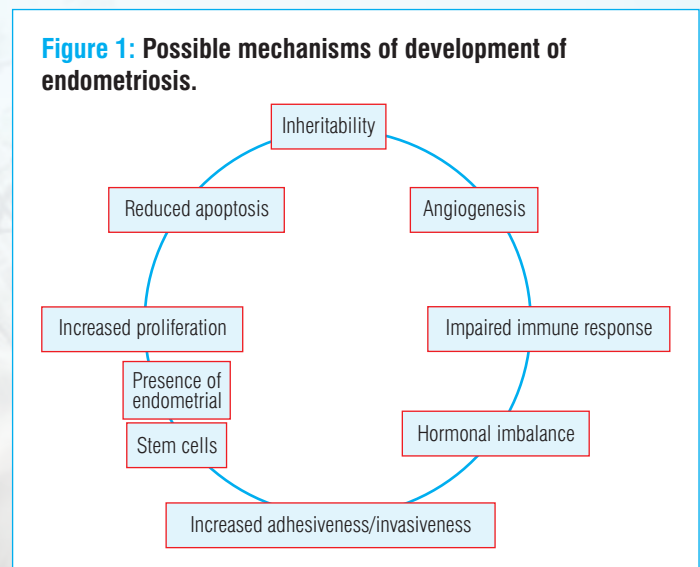 Figure 1: Possible mechanisms of development of
endometriosis.
Inheritability
Reduced apoptosis
Angiogenesis
Increased proliferation
Impaired immune response
Presence of
endometrial
Stem cells
Hormonal imbalance
Increased adhesiveness/invasiveness